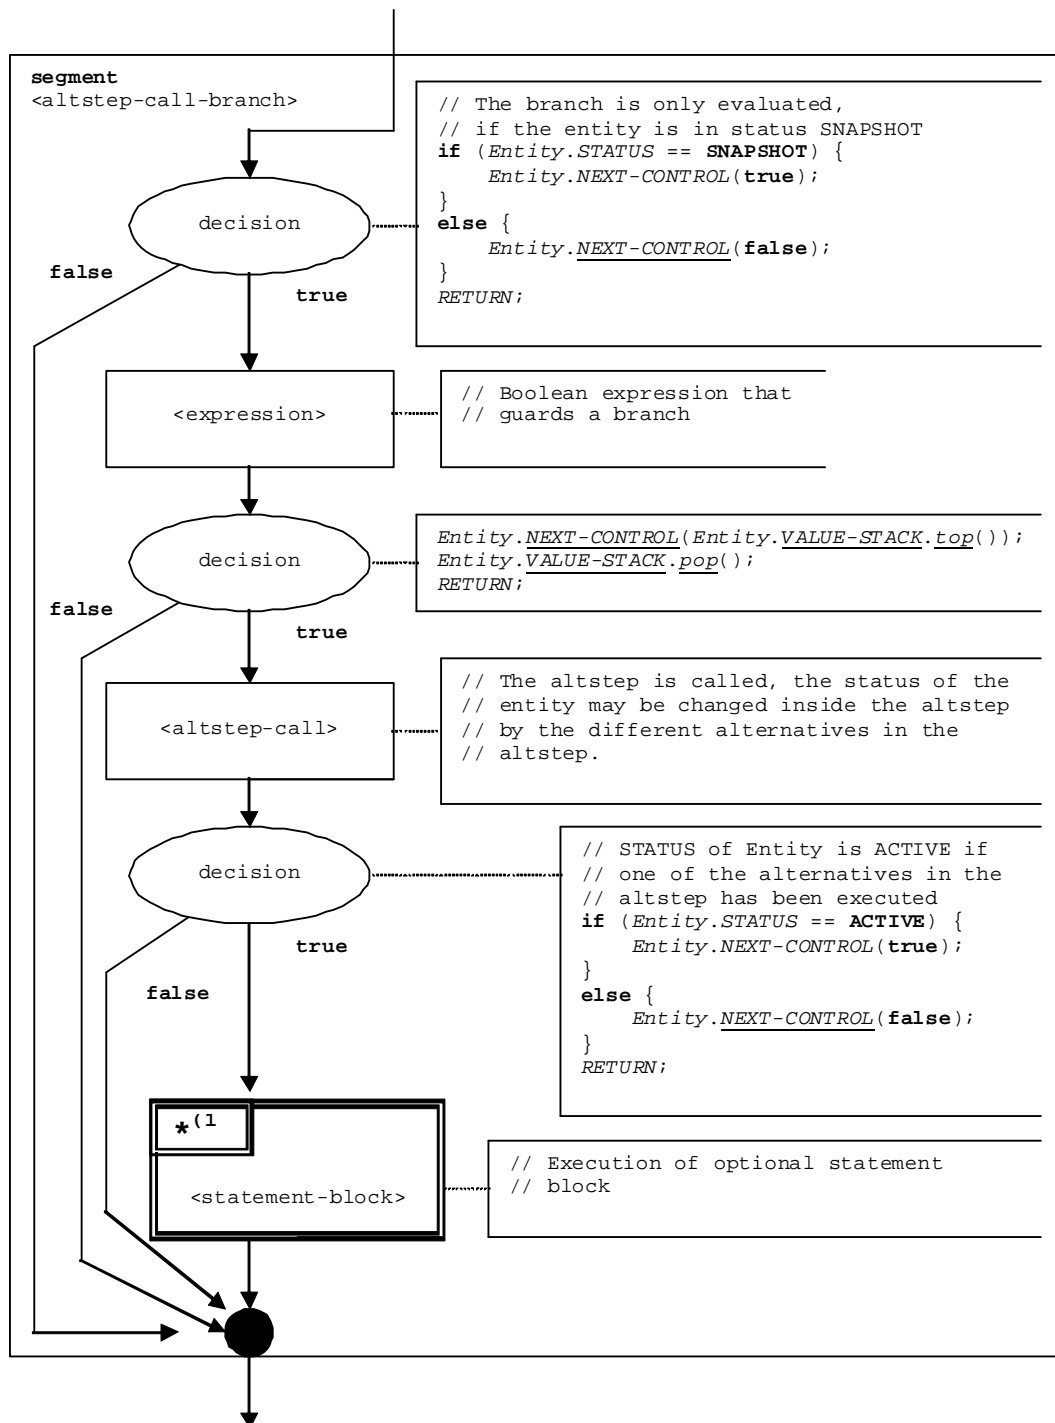 segment
<altstep-call-branch>
// The branch is only evaluated,
// if the entity is in status SNAPSHOT
if (Entity.STATUS == SNAPSHOT) {
Entity.NEXT-CONTROL(true);
}
else {
Entity.NEXT-CONTROL(false);
}
RETURN;
decision
false
true
<expression>
// Boolean expression that
// guards a branch
decision
Entity.NEXT-CONTROL(Entity.VALUE-STACK.top());
Entity.VALUE-STACK.pop();
RETURN;
false
true
<altstep-call>
// The altstep is called, the status of the
// entity may be changed inside the altstep
// by the different alternatives in the
// altstep.
decision
// STATUS of Entity is ACTIVE if
// one of the alternatives in the
// altstep has been executed
if (Entity.STATUS == ACTIVE) {
Entity.NEXT-CONTROL(true);
}
else {
Entity.NEXT-CONTROL(false);
}
RETURN;
true
false
*(1
<statement-block>
// Execution of optional statement
// block